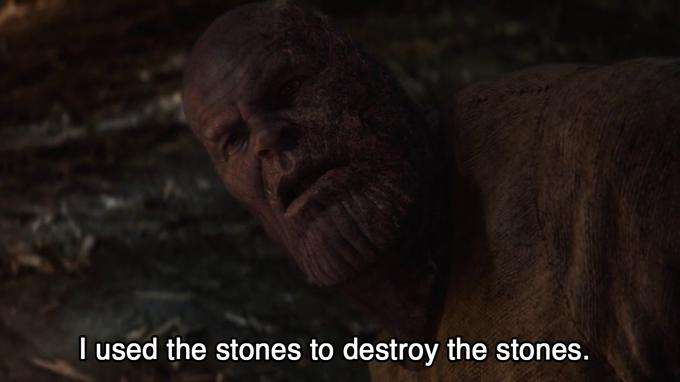 I used the stones to destroy the stones.